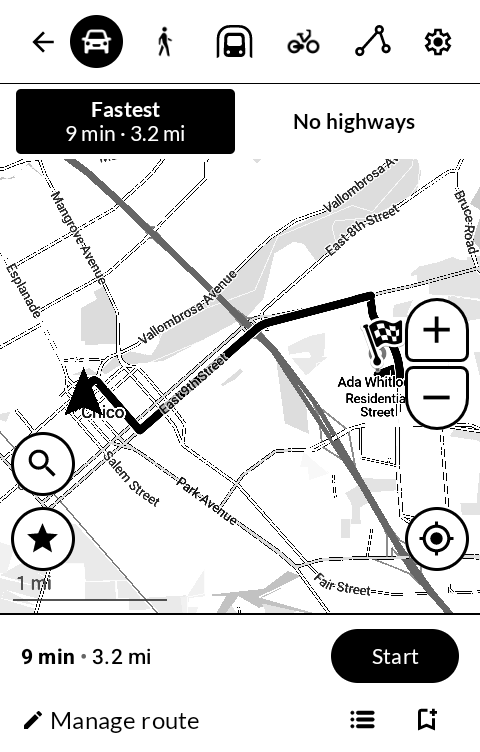 Fastest
9 min · 3.2 mi
No highways
Vallombrosa-A
Mangrove-Avenue
East-8th-Street
Bruce-Road
Esplanade
Vallombrosa-Avenue
East-9th-Street
Ada Whitlo
Residentia
Street
Chico
Salem Street
Park-Avenue
Fair-Street
1 mi
9 min • 3.2 mi
Start
Manage route